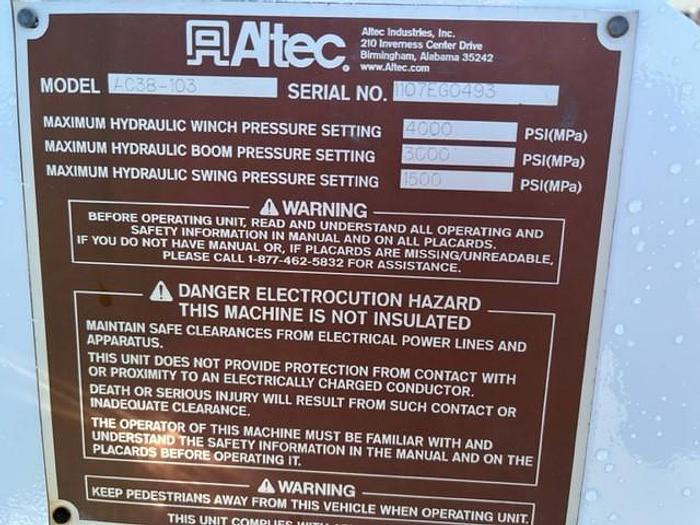 Altec
Altec Industries, Inc.
210 Inverness Center Drive
Birmingham, Alabama 35242
www.Altec.com
MODEL AC38-103 SERIAL NO. 1107EG0493
MAXIMUM HYDRAULIC WINCH PRESSURE SETTING 4000 PSI(MPa)
MAXIMUM HYDRAULIC BOOM PRESSURE SETTING 3000 PSI(MPa)
MAXIMUM HYDRAULIC SWING PRESSURE SETTING 1500 PSI(MPa)
WARNING
BEFORE OPERATING UNIT, READ AND UNDERSTAND ALL OPERATING AND
SAFETY INFORMATION IN MANUAL AND ON ALL PLACARDS.
IF YOU DO NOT HAVE MANUAL OR, IF PLACARDS ARE MISSING/UNREADABLE,
PLEASE CALL 1-877-462-5832 FOR ASSISTANCE.
DANGER ELECTROCUTION HAZARD
THIS MACHINE IS NOT INSULATED
MAINTAIN SAFE CLEARANCES FROM ELECTRICAL POWER LINES AND
APPARATUS.
THIS UNIT DOES NOT PROVIDE PROTECTION FROM CONTACT WITH
OR PROXIMITY TO AN ELECTRICALLY CHARGED CONDUCTOR.
DEATH OR SERIOUS INJURY WILL RESULT FROM SUCH CONTACT OR
INADEQUATE CLEARANCE.
THE OPERATOR OF THIS MACHINE MUST BE FAMILIAR WITH AND
UNDERSTAND THE SAFETY INFORMATION IN THE MANUAL AND ON THE
PLACARDS BEFORE OPERATING IT.
WARNING
KEEP PEDESTRIANS AWAY FROM THIS VEHICLE WHEN OPERATING UNIT.
THIS UNIT COMPLIES WITH